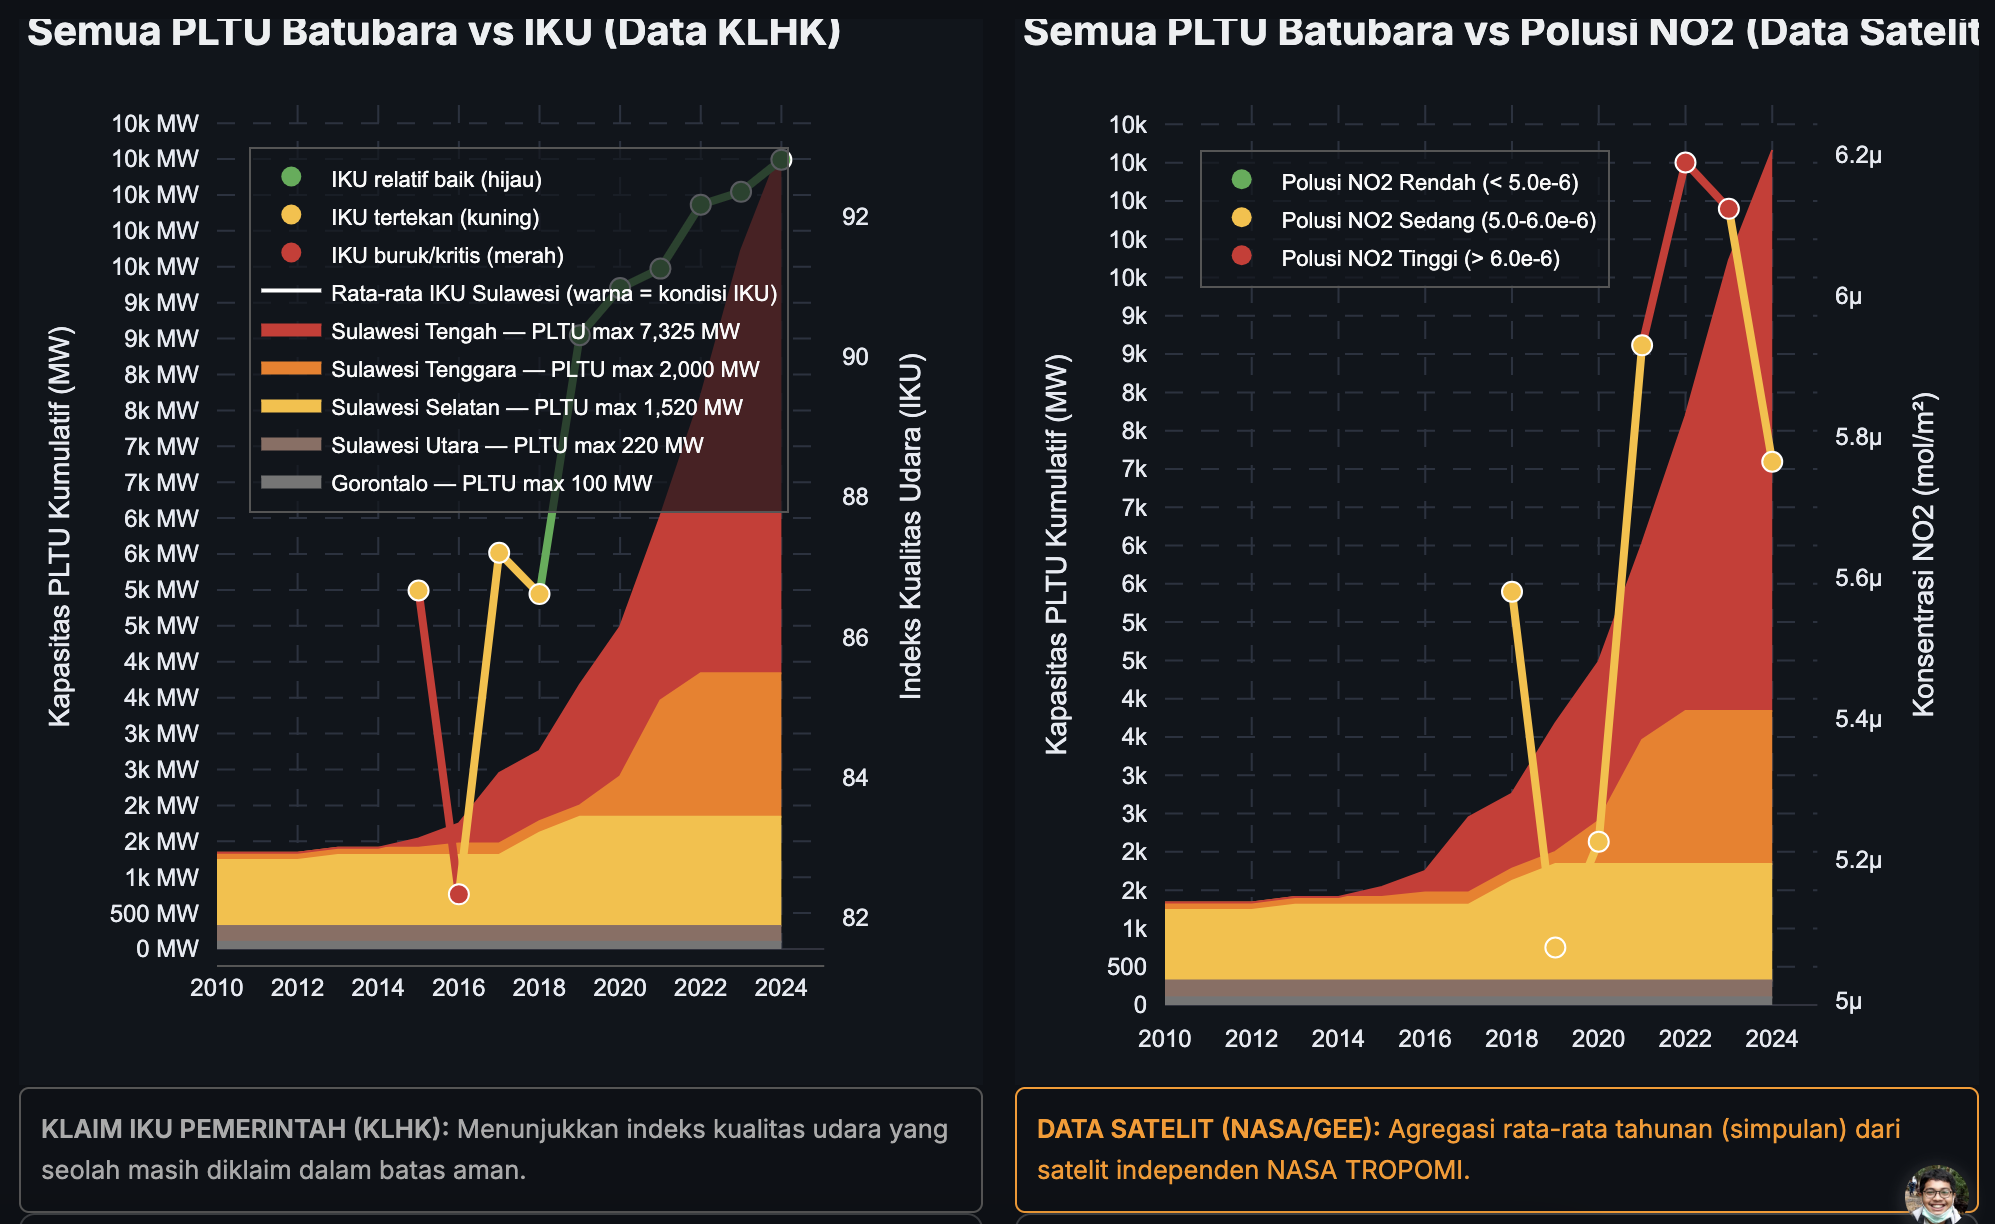 Semua PLTU Batubara vs IKU (Data KLHK)
10k MW
10k MW
10k MW
10k MW
10k MW
9k MW
9k MW
8k MW
8k MW
7k MW
7k MW
6k MW
6k MW
5k MW
5k MW
4k MW
4k MW
3k MW
3k MW
2k MW
2k MW
1k MW
500 MW
0 MW
Kapasitas PLTU Kumulatif (MW)
IKU relatif baik (hijau)
IKU tertekan (kuning)
IKU buruk/kritis (merah)
Rata-rata IKU Sulawesi (warna = kondisi IKU)
Sulawesi Tengah — PLTU max 7,325 MW
Sulawesi Tenggara — PLTU max 2,000 MW
Sulawesi Selatan — PLTU max 1,520 MW
Sulawesi Utara — PLTU max 220 MW
Gorontalo — PLTU max 100 MW
92
90
88
86
84
82
Indeks Kualitas Udara (IKU)
2010 2012 2014 2016 2018 2020 2022 2024
KLAIM IKU PEMERINTAH (KLHK): Menunjukkan indeks kualitas udara yang
seolah masih diklaim dalam batas aman.
Semua PLTU Batubara vs Polusi NO2 (Data Satelit
10k
10k
10k
10k
10k
9k
9k
8k
8k
7k
7k
6k
6k
5k
5k
4k
4k
3k
3k
2k
2k
1k
500
0
Kapasitas PLTU Kumulatif (MW)
Polusi NO2 Rendah (< 5.0e-6)
Polusi NO2 Sedang (5.0-6.0e-6)
Polusi NO2 Tinggi (> 6.0e-6)
6.2μ
6μ
5.8μ
5.6μ
5.4μ
5.2μ
5μ
Konsentrasi NO2 (mol/m²)
2010 2012 2014 2016 2018 2020 2022 2024
DATA SATELIT (NASA/GEE): Agregasi rata-rata tahunan (simpulan) dari
satelit independen NASA TROPOMI.